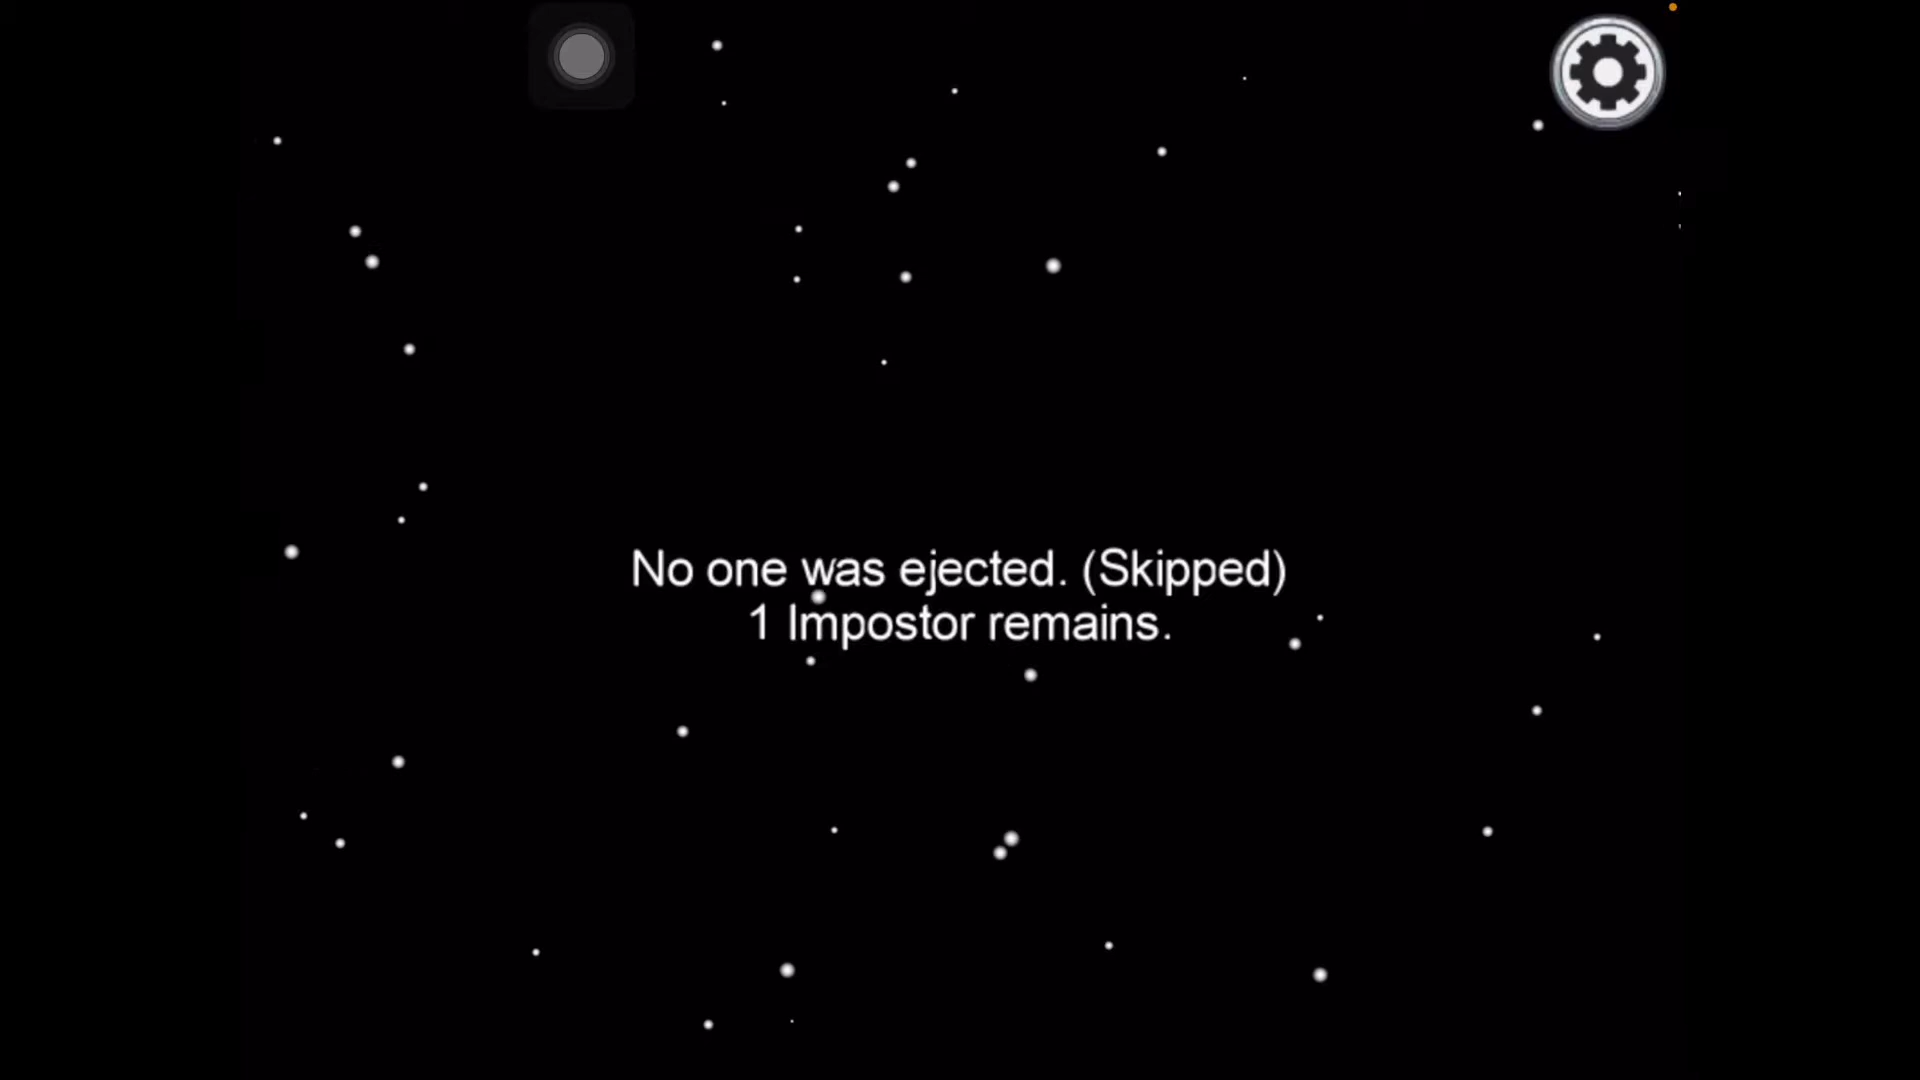 No one was ejected. (Skipped)
1 Impostor remains.